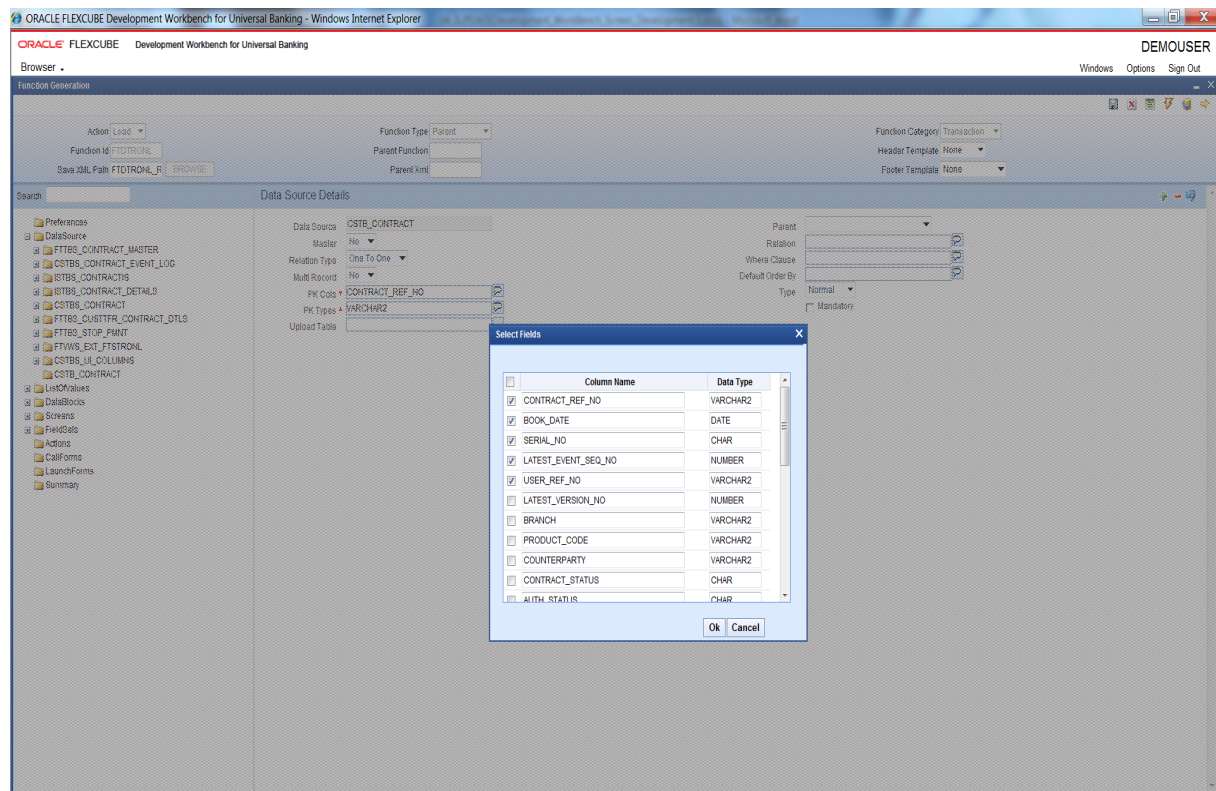 ORACLE FLEXCUBE Development Workbench for Universal Banking - Windows Internet Explorer
ORACLE FLEXCUBE Development Workbench for Universal Banking DEMOUSER
Browser Windows Options Sign Out
Function Generation
Action Load Function Type Parent Function Category Transaction
Function Id FTDTRONL Parent Function Header Template None
Save XML Path FTDTRONL_R BROWSE Parent Xml Footer Template None
Search Data Source Details
Preferences
DataSource
FTTBS_CONTRACT_MASTER
CSTBS_CONTRACT_EVENT_LOG
ISTBS_CONTRACTIS
ISTBS_CONTRACT_DETAILS
CSTBS_CONTRACT
FTTBS_CUSTTFR_CONTRACT_DTLS
FTTBS_STOP_PMNT
FTVWS_EXT_FTSTRONL
CSTBS_UI_COLUMNS
CSTB_CONTRACT
ListOfValues
DataBlocks
Screens
FieldSets
Actions
CallForms
LaunchForms
Summary
Data Source CSTB_CONTRACT Parent
Master No Relation
Relation Type One To One Where Clause
Multi Record No Default Order By
PK Cols * CONTRACT_REF_NO Type Normal
PK Types * VARCHAR2 Mandatory
Upload Table
Select Fields X
Column Name Data Type
CONTRACT_REF_NO VARCHAR2
BOOK_DATE DATE
SERIAL_NO CHAR
LATEST_EVENT_SEQ_NO NUMBER
USER_REF_NO VARCHAR2
LATEST_VERSION_NO NUMBER
BRANCH VARCHAR2
PRODUCT_CODE VARCHAR2
COUNTERPARTY VARCHAR2
CONTRACT_STATUS CHAR
AUTH_STATUS CHAR
Ok Cancel